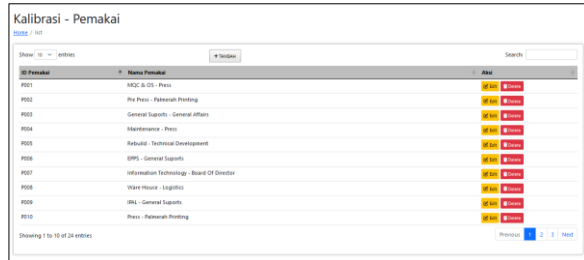 Kalibrasi - Pemakai
Home / list
Show 10 entries
+ TAMBAH
Search:
ID Pemakai Nama Pemakai Aksi
P001 MQC & OS - Press Edit Delete
P002 Pre Press - Palmerah Printing Edit Delete
P003 General Suports - General Affairs Edit Delete
P004 Maintenance - Press Edit Delete
P005 Rebuild - Technical Development Edit Delete
P006 EPPS - General Suports Edit Delete
P007 Information Technology - Board Of Director Edit Delete
P008 Ware House - Logistics Edit Delete
P009 IPAL - General Suports Edit Delete
P010 Press - Palmerah Printing Edit Delete
Showing 1 to 10 of 24 entries
Previous 1 2 3 Next